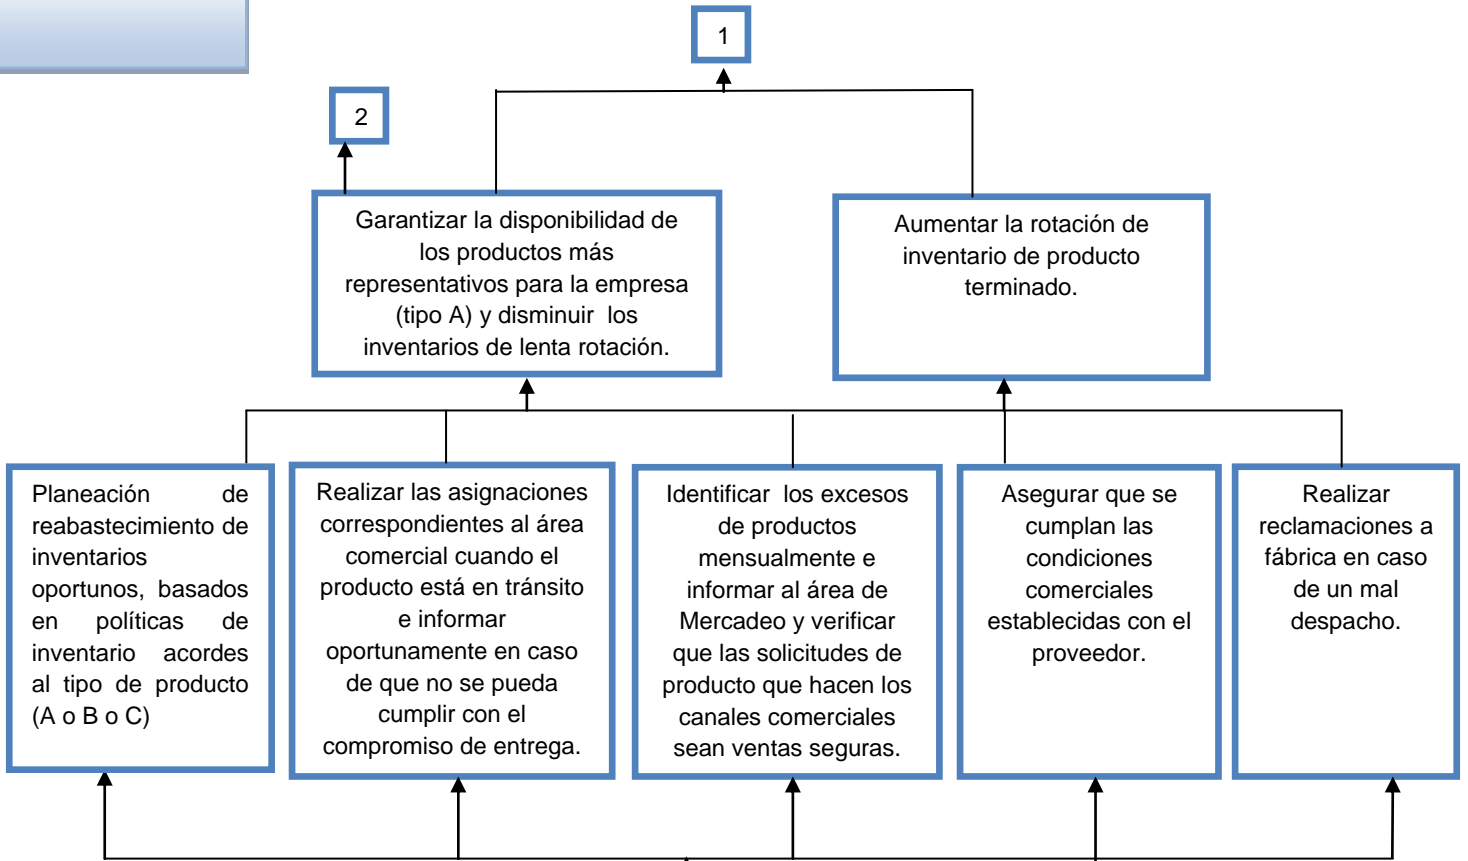 1
2
Garantizar la disponibilidad de
los productos más
representativos para la empresa
(tipo A) y disminuir  los
inventarios de lenta rotación.
Aumentar la rotación de
inventario de producto
terminado.
Planeación de
reabastecimiento de
inventarios
oportunos, basados
en políticas de
inventario acordes
al tipo de producto
(A o B o C)
Realizar las asignaciones
correspondientes al área
comercial cuando el
producto está en tránsito
e informar
oportunamente en caso
de que no se pueda
cumplir con el
compromiso de entrega.
Identificar  los excesos
de productos
mensualmente e
informar al área de
Mercadeo y verificar
que las solicitudes de
producto que hacen los
canales comerciales
sean ventas seguras.
Asegurar que se
cumplan las
condiciones
comerciales
establecidas con el
proveedor.
Realizar
reclamaciones a
fábrica en caso
de un mal
despacho.